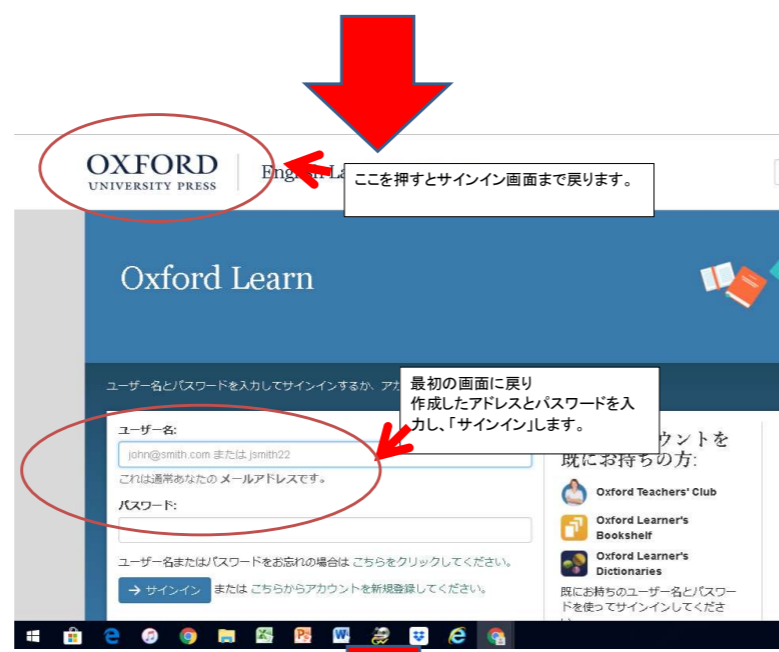 OXFORD
UNIVERSITY PRESS
English La
ここを押すとサインイン画面まで戻ります。
Oxford Learn
ユーザー名とパスワードを入力してサインインするか、アカ
最初の画面に戻り
作成したアドレスとパスワードを入
力し、「サインイン」します。
ユーザー名:
john@smith.com または jsmith22
これは通常あなたの メールアドレスです。
パスワード:
ユーザー名またはパスワードをお忘れの場合は こちらをクリックしてください。
→ サインイン または こちらからアカウントを新規登録してください。
ウントを
既にお持ちの方:
Oxford Teachers' Club
Oxford Learner's
Bookshelf
Oxford Learner's
Dictionaries
既にお持ちのユーザー名とパスワー
ドを使ってサインインしてくださ